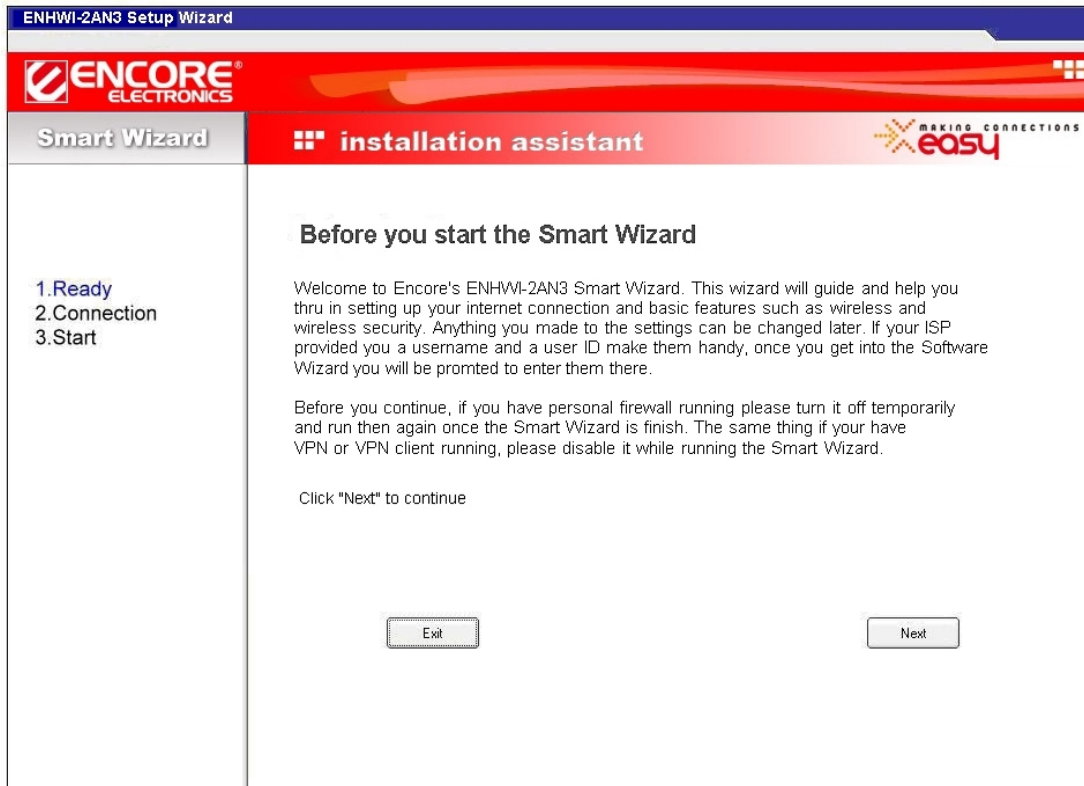 ENHWI-2AN3 Setup Wizard
ENCORE®
ELECTRONICS
Smart Wizard
installation assistant
MAKING CONNECTIONS
easy
Before you start the Smart Wizard
1.Ready
2.Connection
3.Start
Welcome to Encore's ENHWI-2AN3 Smart Wizard. This wizard will guide and help you
thru in setting up your internet connection and basic features such as wireless and
wireless security. Anything you made to the settings can be changed later. If your ISP
provided you a username and a user ID make them handy, once you get into the Software
Wizard you will be promted to enter them there.
Before you continue, if you have personal firewall running please turn it off temporarily
and run then again once the Smart Wizard is finish. The same thing if your have
VPN or VPN client running, please disable it while running the Smart Wizard.
Click "Next" to continue
Exit
Next